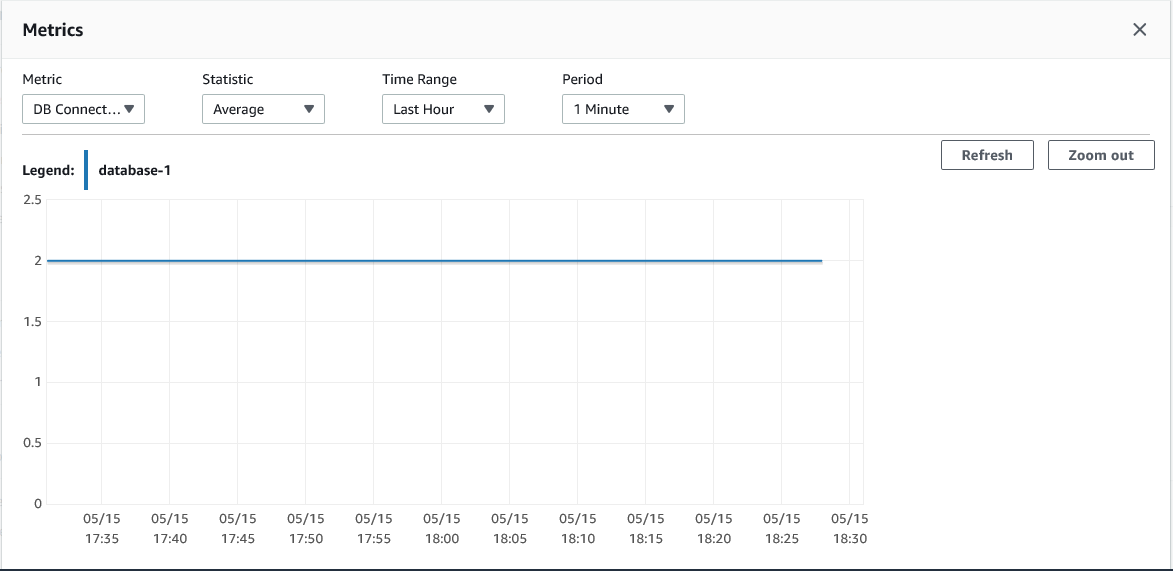 Metrics
Metric Statistic Time Range Period
DB Connect... Average Last Hour 1 Minute
Refresh Zoom out
Legend: database-1
2.5
2
1.5
1
0.5
0
05/15 05/15 05/15 05/15 05/15 05/15 05/15 05/15 05/15 05/15 05/15 05/15
17:35 17:40 17:45 17:50 17:55 18:00 18:05 18:10 18:15 18:20 18:25 18:30